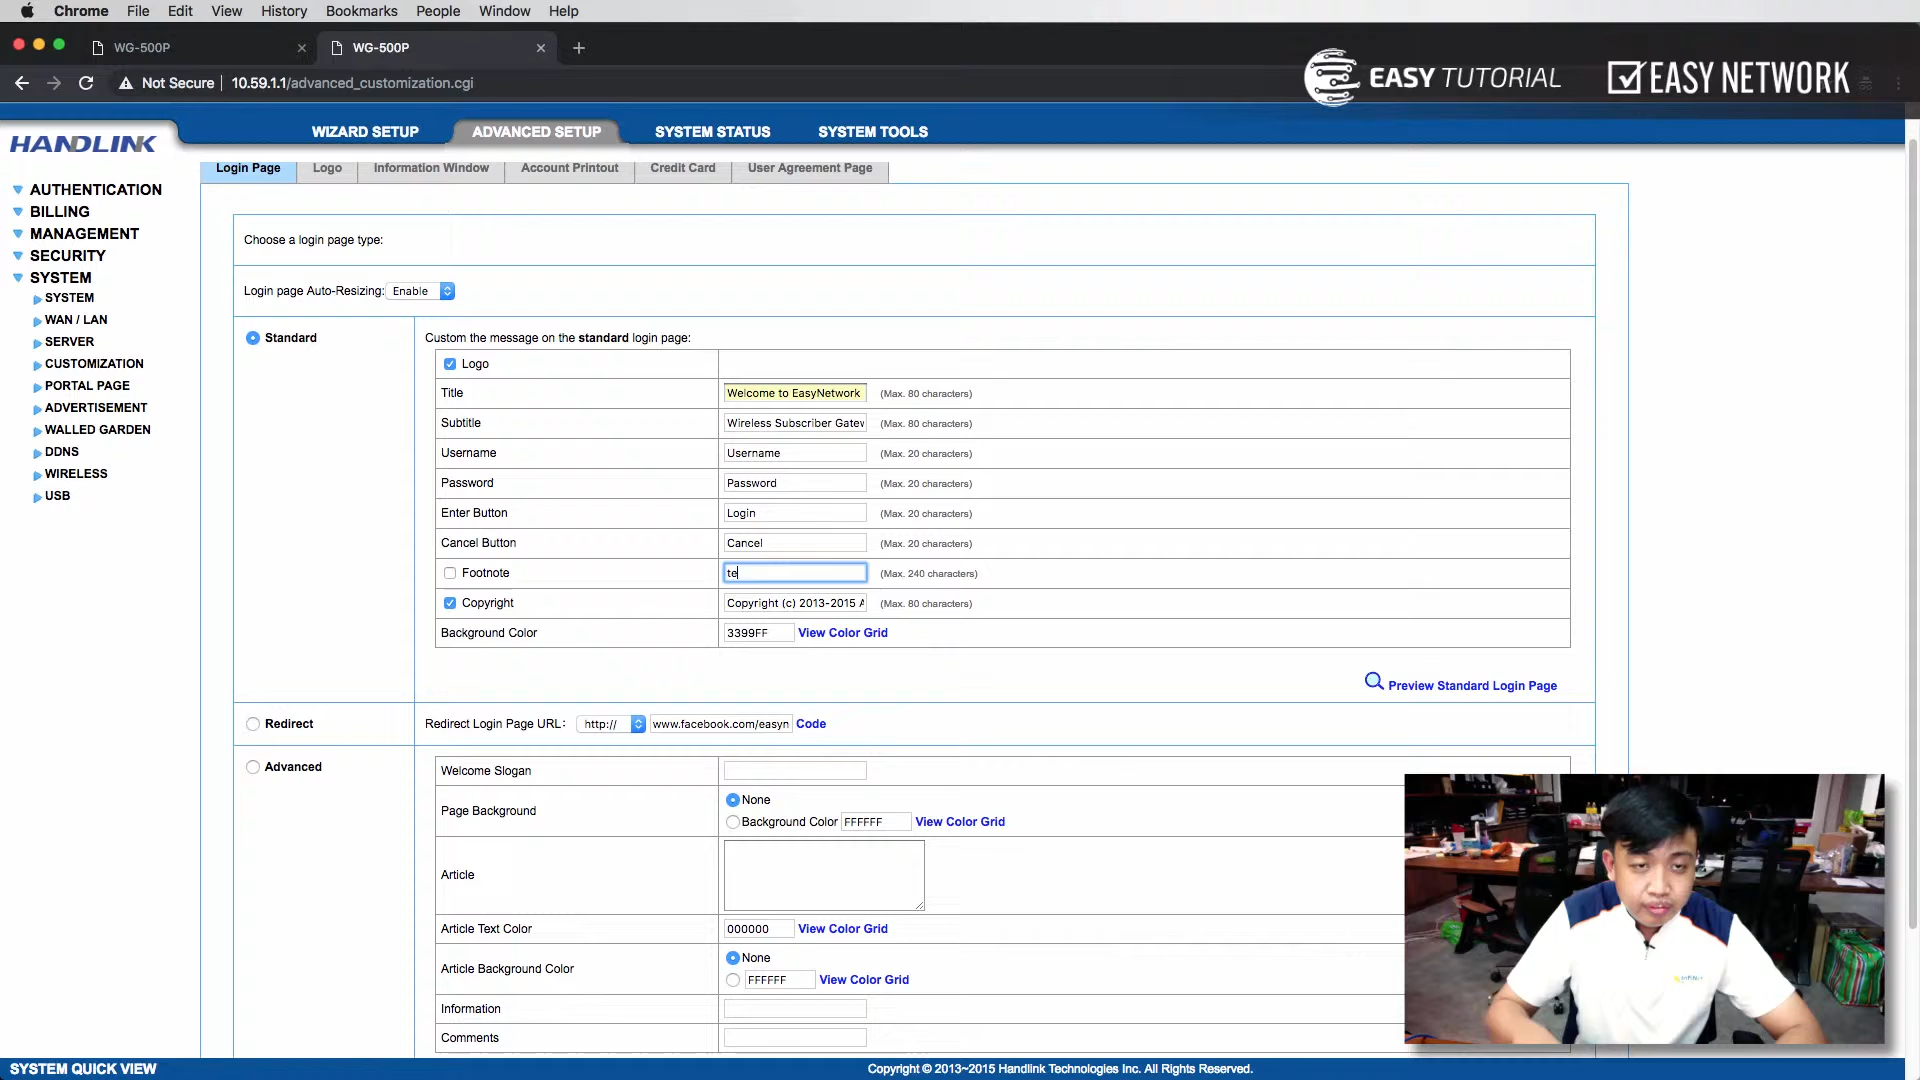 Chrome File Edit View History Bookmarks People Window Help
WG-500P WG-500P
EASY TUTORIAL EASY NETWORK
Not Secure 10.59.1.1/advanced_customization.cgi
HANDLINK WIZARD SETUP ADVANCED SETUP SYSTEM STATUS SYSTEM TOOLS
Login Page Logo Information Window Account Printout Credit Card User Agreement Page
AUTHENTICATION
BILLING
MANAGEMENT
SECURITY
SYSTEM
SYSTEM
WAN / LAN
SERVER
CUSTOMIZATION
PORTAL PAGE
ADVERTISEMENT
WALLED GARDEN
DDNS
WIRELESS
USB
Choose a login page type:
Login page Auto-Resizing: Enable
Standard Custom the message on the standard login page:
Logo
Title Welcome to EasyNetwork (Max. 80 characters)
Subtitle Wireless Subscriber Gatew (Max. 80 characters)
Username Username (Max. 20 characters)
Password Password (Max. 20 characters)
Enter Button Login (Max. 20 characters)
Cancel Button Cancel (Max. 20 characters)
Footnote te (Max. 240 characters)
Copyright Copyright (c) 2013-2015 A (Max. 80 characters)
Background Color 3399FF View Color Grid
Preview Standard Login Page
Redirect Redirect Login Page URL: http:// www.facebook.com/easyn Code
Advanced
Welcome Slogan
Page Background None
Background Color FFFFFF View Color Grid
Article
Article Text Color 000000 View Color Grid
Article Background Color None
FFFFFF View Color Grid
Information
Comments
SYSTEM QUICK VIEW Copyright © 2013~2015 Handlink Technologies Inc. All Rights Reserved.